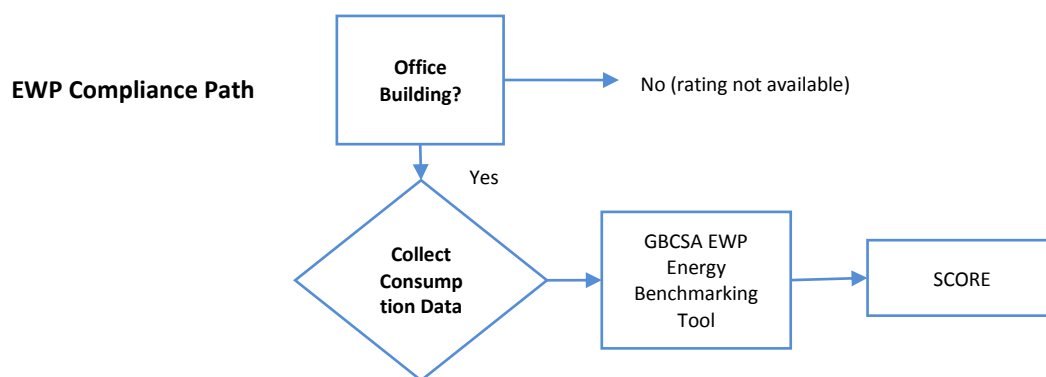 EWP Compliance Path
Office
Building?
No (rating not available)
Yes
Collect
Consump
tion Data
GBCSA EWP
Energy
Benchmarking
Tool
SCORE